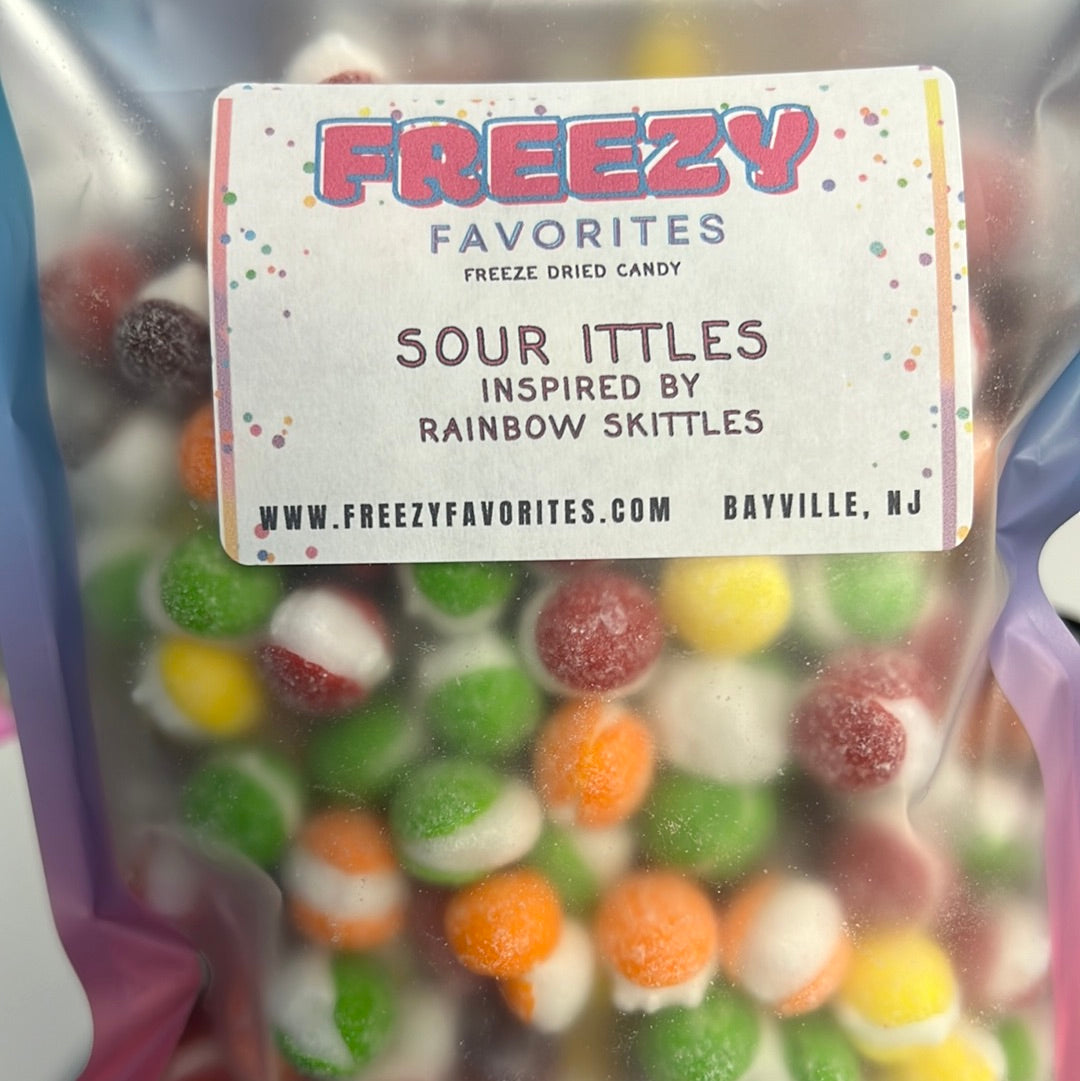 FREEZY
FAVORITES
FREEZE DRIED CANDY
SOUR ITTLES
INSPIRED BY
RAINBOW SKITTLES
WWW.FREEZYFAVORITES.COM BAYVILLE, NJ